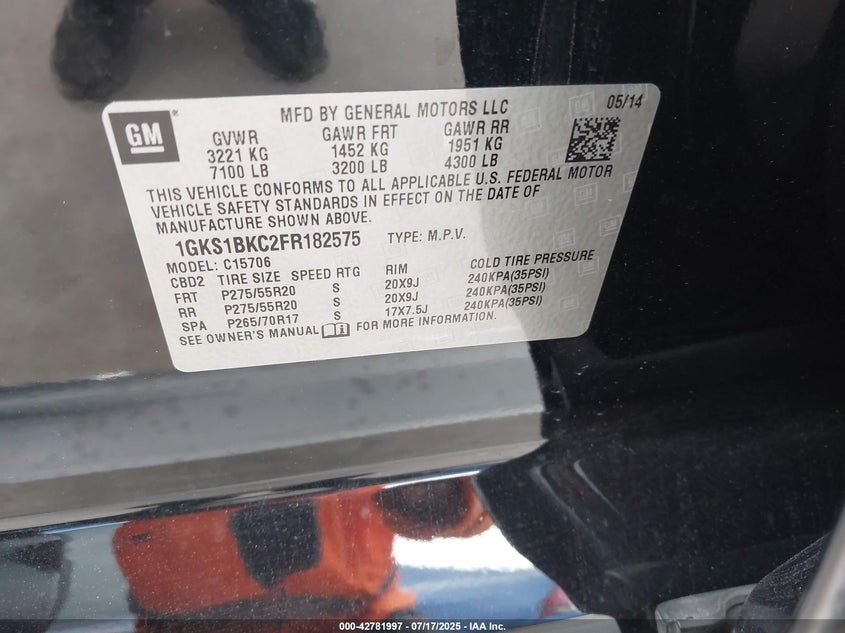 GM
®
MFD BY GENERAL MOTORS LLC 05/14
GVWR GAWR FRT GAWR RR
3221 KG 1452 KG 1951 KG
7100 LB 3200 LB 4300 LB
THIS VEHICLE CONFORMS TO ALL APPLICABLE U.S. FEDERAL MOTOR
VEHICLE SAFETY STANDARDS IN EFFECT ON THE DATE OF
MANUFACTURE SHOWN ABOVE.
1GKS1BKC2FR182575 TYPE: M.P.V.
MODEL: C15706
CBD2 TIRE SIZE SPEED RTG RIM COLD TIRE PRESSURE
FRT P275/55R20 S 20X9J 240KPA(35PSI)
RR P275/55R20 S 20X9J 240KPA(35PSI)
SPA P265/70R17 S 17X7.5J 240KPA(35PSI)
SEE OWNER'S MANUAL FOR MORE INFORMATION.
000-42781997 - 07/17/2025 - IAA Inc.